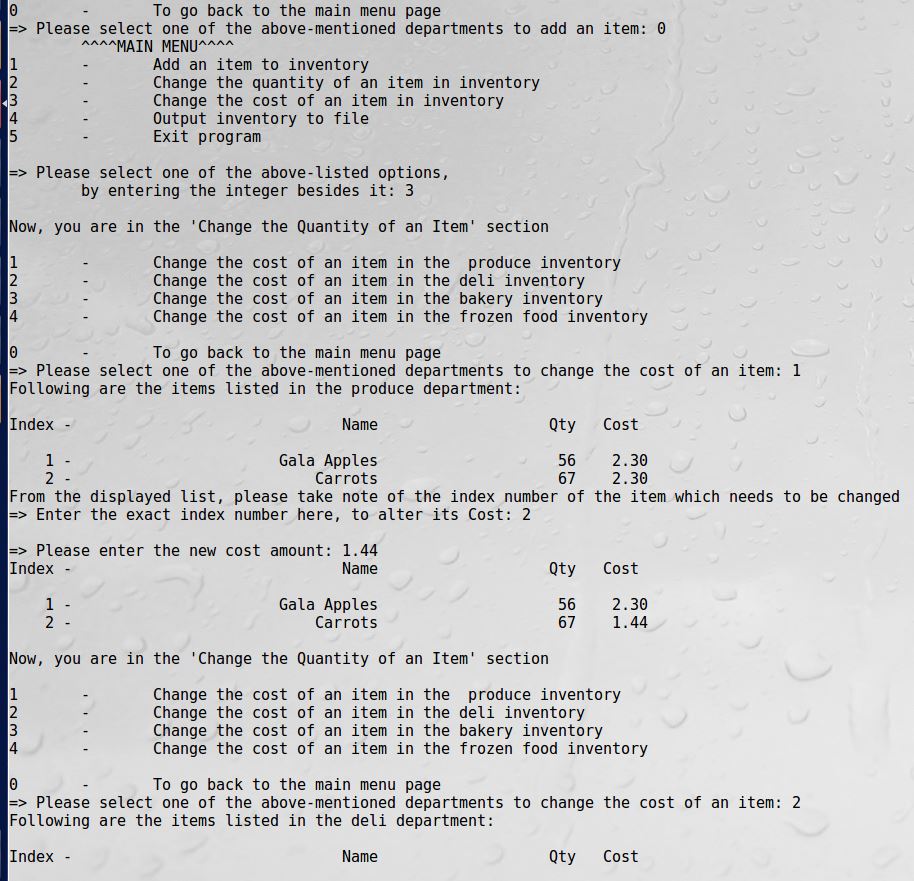 0       -       To go back to the main menu page
=> Please select one of the above-mentioned departments to add an item: 0
        ^^^^MAIN MENU^^^^
1       -       Add an item to inventory
2       -       Change the quantity of an item in inventory
3       -       Change the cost of an item in inventory
4       -       Output inventory to file
5       -       Exit program
=> Please select one of the above-listed options,
        by entering the integer besides it: 3
Now, you are in the 'Change the Quantity of an Item' section
1       -       Change the cost of an item in the  produce inventory
2       -       Change the cost of an item in the deli inventory
3       -       Change the cost of an item in the bakery inventory
4       -       Change the cost of an item in the frozen food inventory
0       -       To go back to the main menu page
=> Please select one of the above-mentioned departments to change the cost of an item: 1
Following are the items listed in the produce department:
Index -                              Name                   Qty   Cost
    1 -                       Gala Apples                    56    2.30
    2 -                           Carrots                    67    2.30
From the displayed list, please take note of the index number of the item which needs to be changed
=> Enter the exact index number here, to alter its Cost: 2
=> Please enter the new cost amount: 1.44
Index -                              Name                   Qty   Cost
    1 -                       Gala Apples                    56    2.30
    2 -                           Carrots                    67    1.44
Now, you are in the 'Change the Quantity of an Item' section
1       -       Change the cost of an item in the  produce inventory
2       -       Change the cost of an item in the deli inventory
3       -       Change the cost of an item in the bakery inventory
4       -       Change the cost of an item in the frozen food inventory
0       -       To go back to the main menu page
=> Please select one of the above-mentioned departments to change the cost of an item: 2
Following are the items listed in the deli department:
Index -                              Name                   Qty   Cost